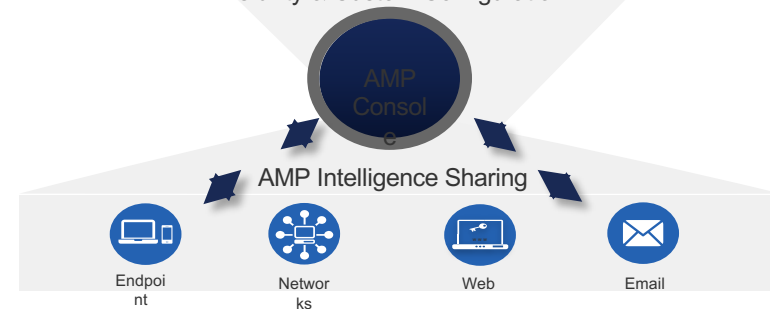 AMP
Consol
e
AMP Intelligence Sharing
Endpoi
nt
Networ
ks
Web
Email